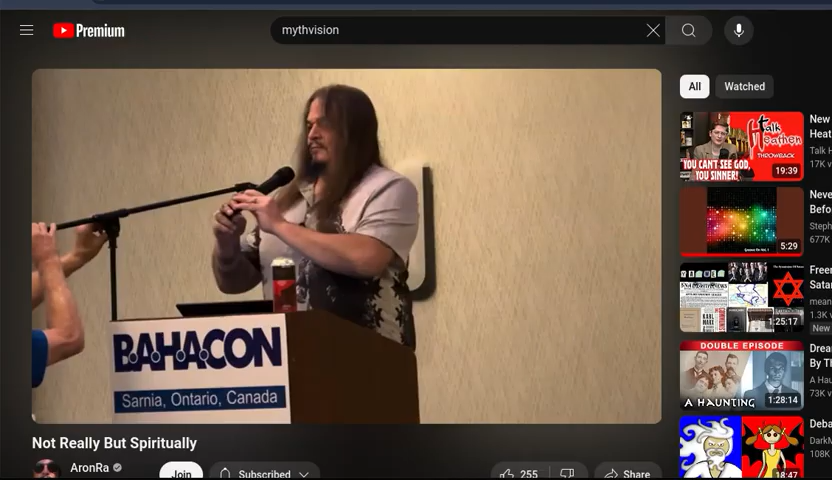 Premium
mythvision
All
Watched
New
Heat
Talk H
17K v
talk
Heathen
THROWBACK
YOU CAN'T SEE GOD,
YOU SINNER!
19:39
Neve
Befo
Steph
677K
5:29
Freem
Sata
mean
1.3K v
New
1:25:17
DOUBLE EPISODE
A HAUNTING
1:28:14
Drea
By Th
A Hau
73K v
Deba
DarkM
108K
18:47
BAHACON
Sarnia, Ontario, Canada
Not Really But Spiritually
AronRa
Join
Subscribed
255
Share